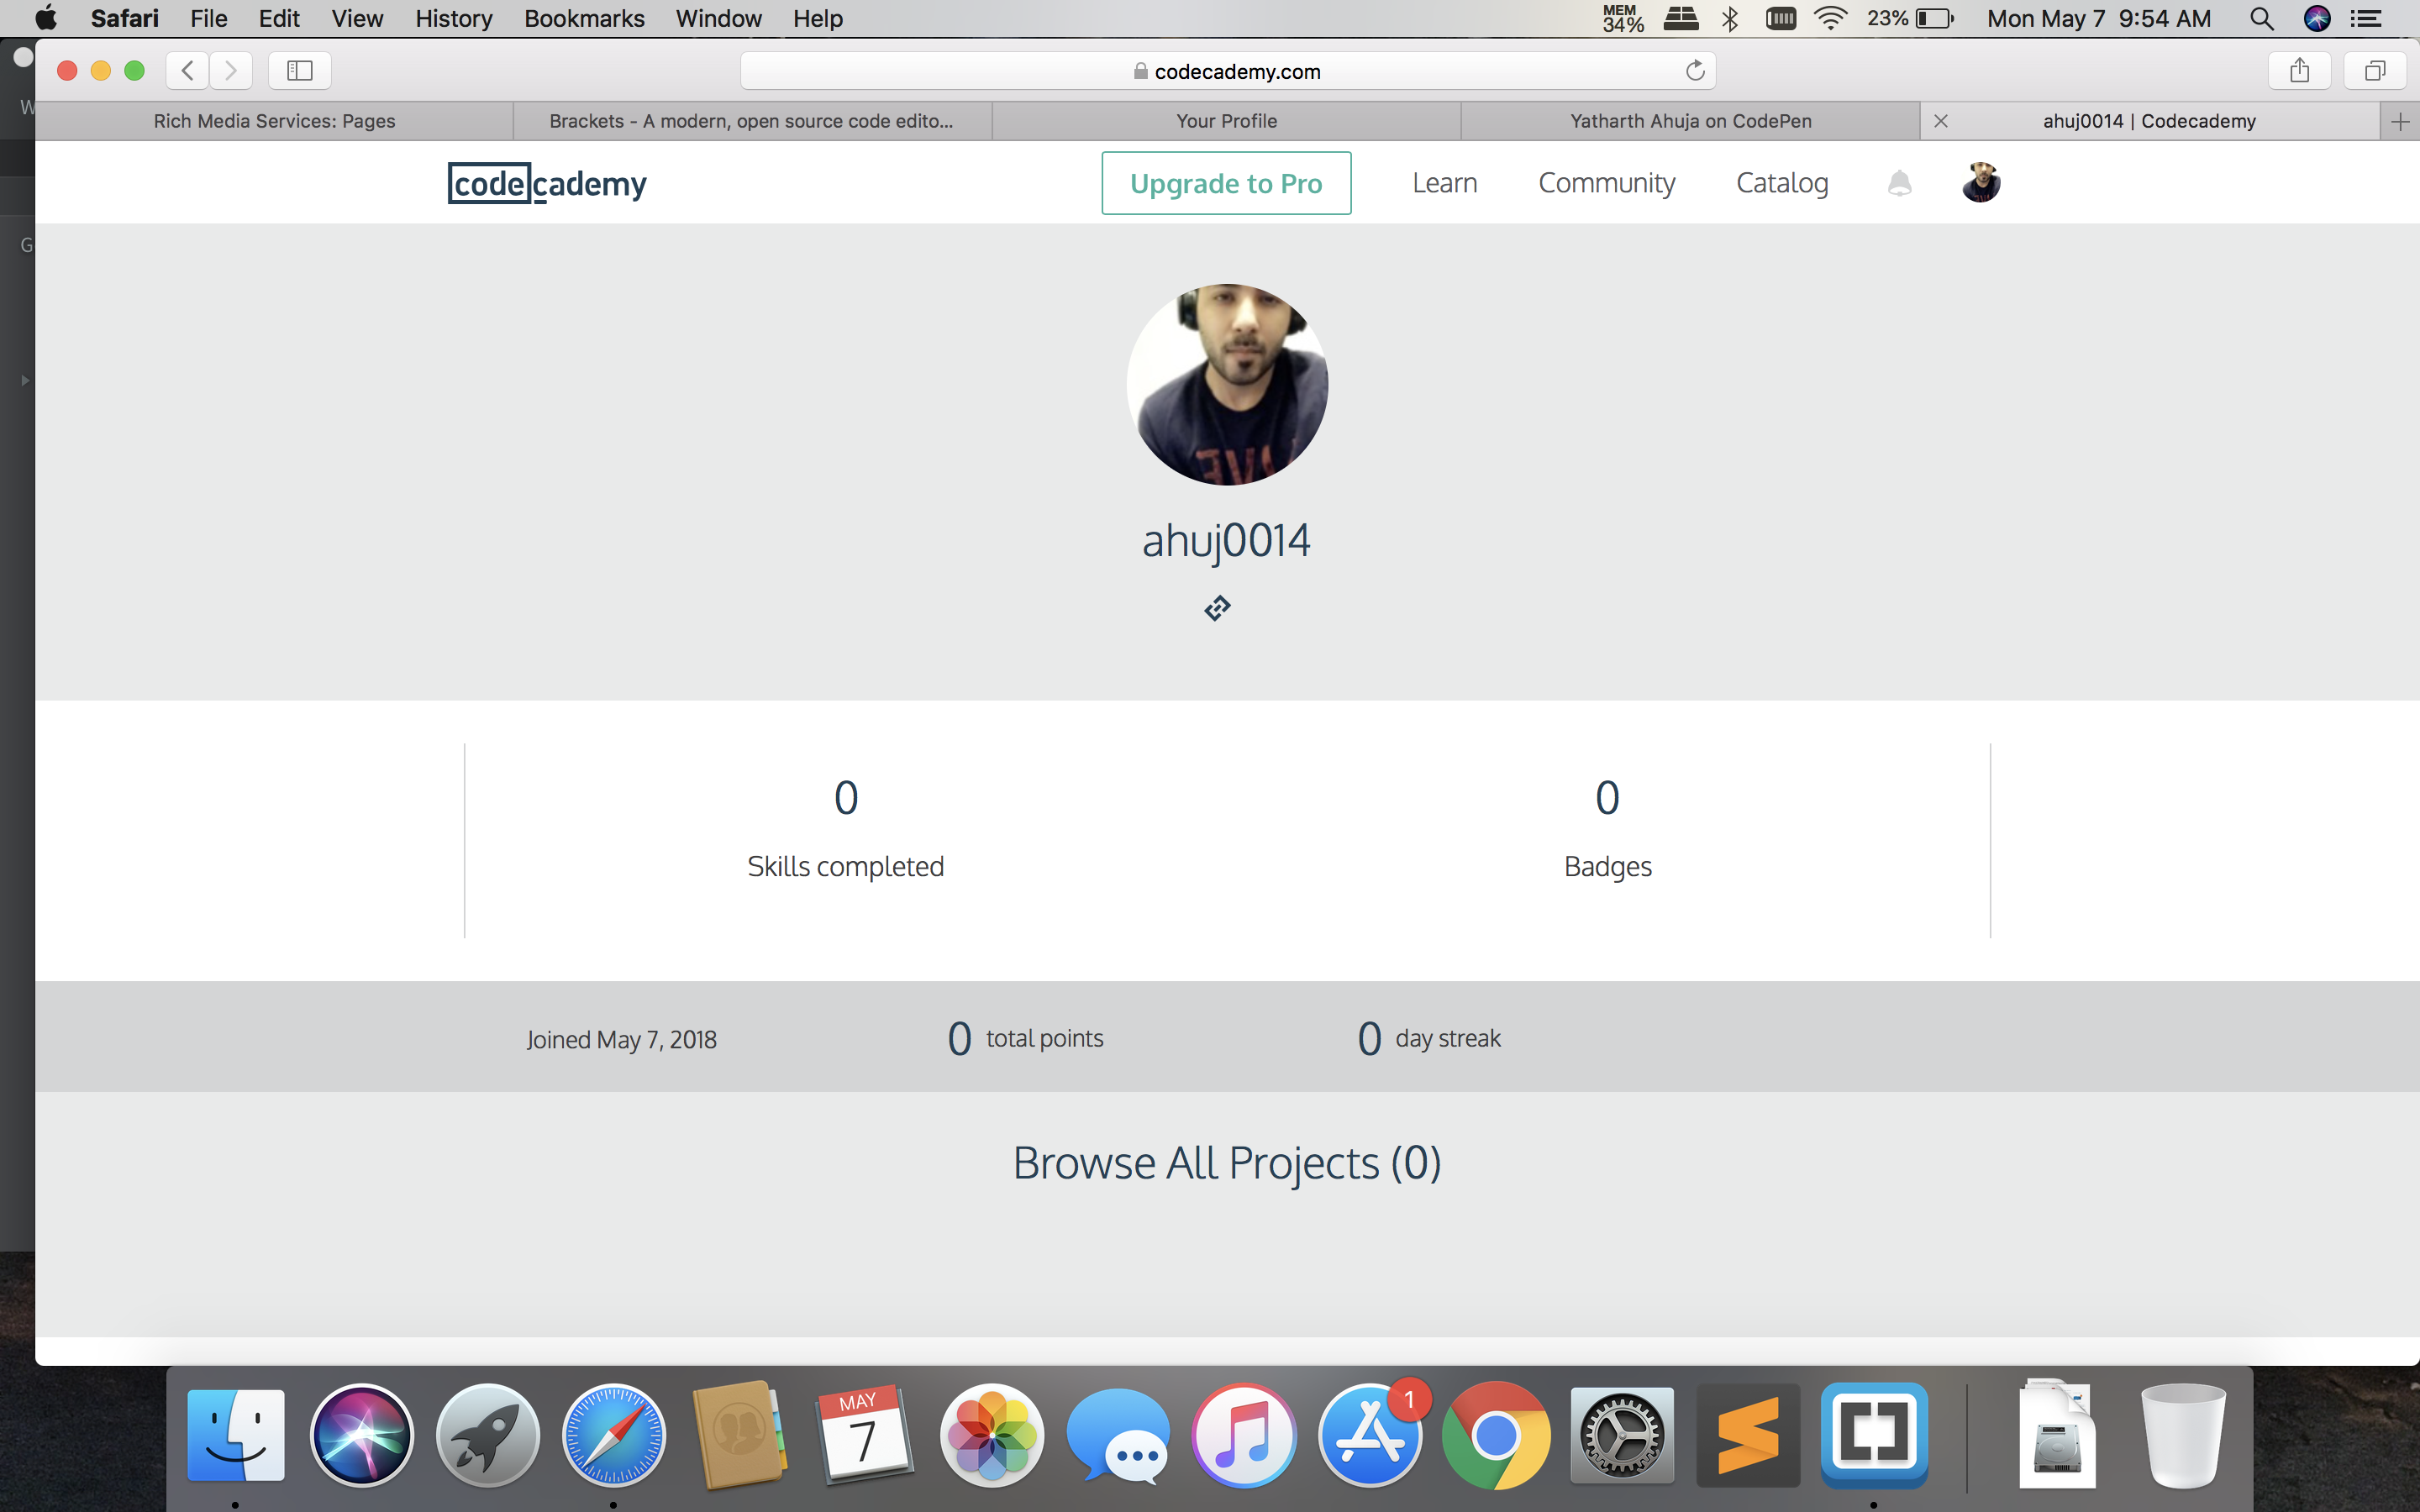 Safari File Edit View History Bookmarks Window Help MEM 34% 23% Mon May 7 9:54 AM
codecademy.com
Rich Media Services: Pages Brackets - A modern, open source code edito... Your Profile Yatharth Ahuja on CodePen ahuj0014 | Codecademy
W
G
codecademy Upgrade to Pro Learn Community Catalog
ahuj0014
0 0
Skills completed Badges
Joined May 7, 2018 0 total points 0 day streak
Browse All Projects (0)
MAY
7
1